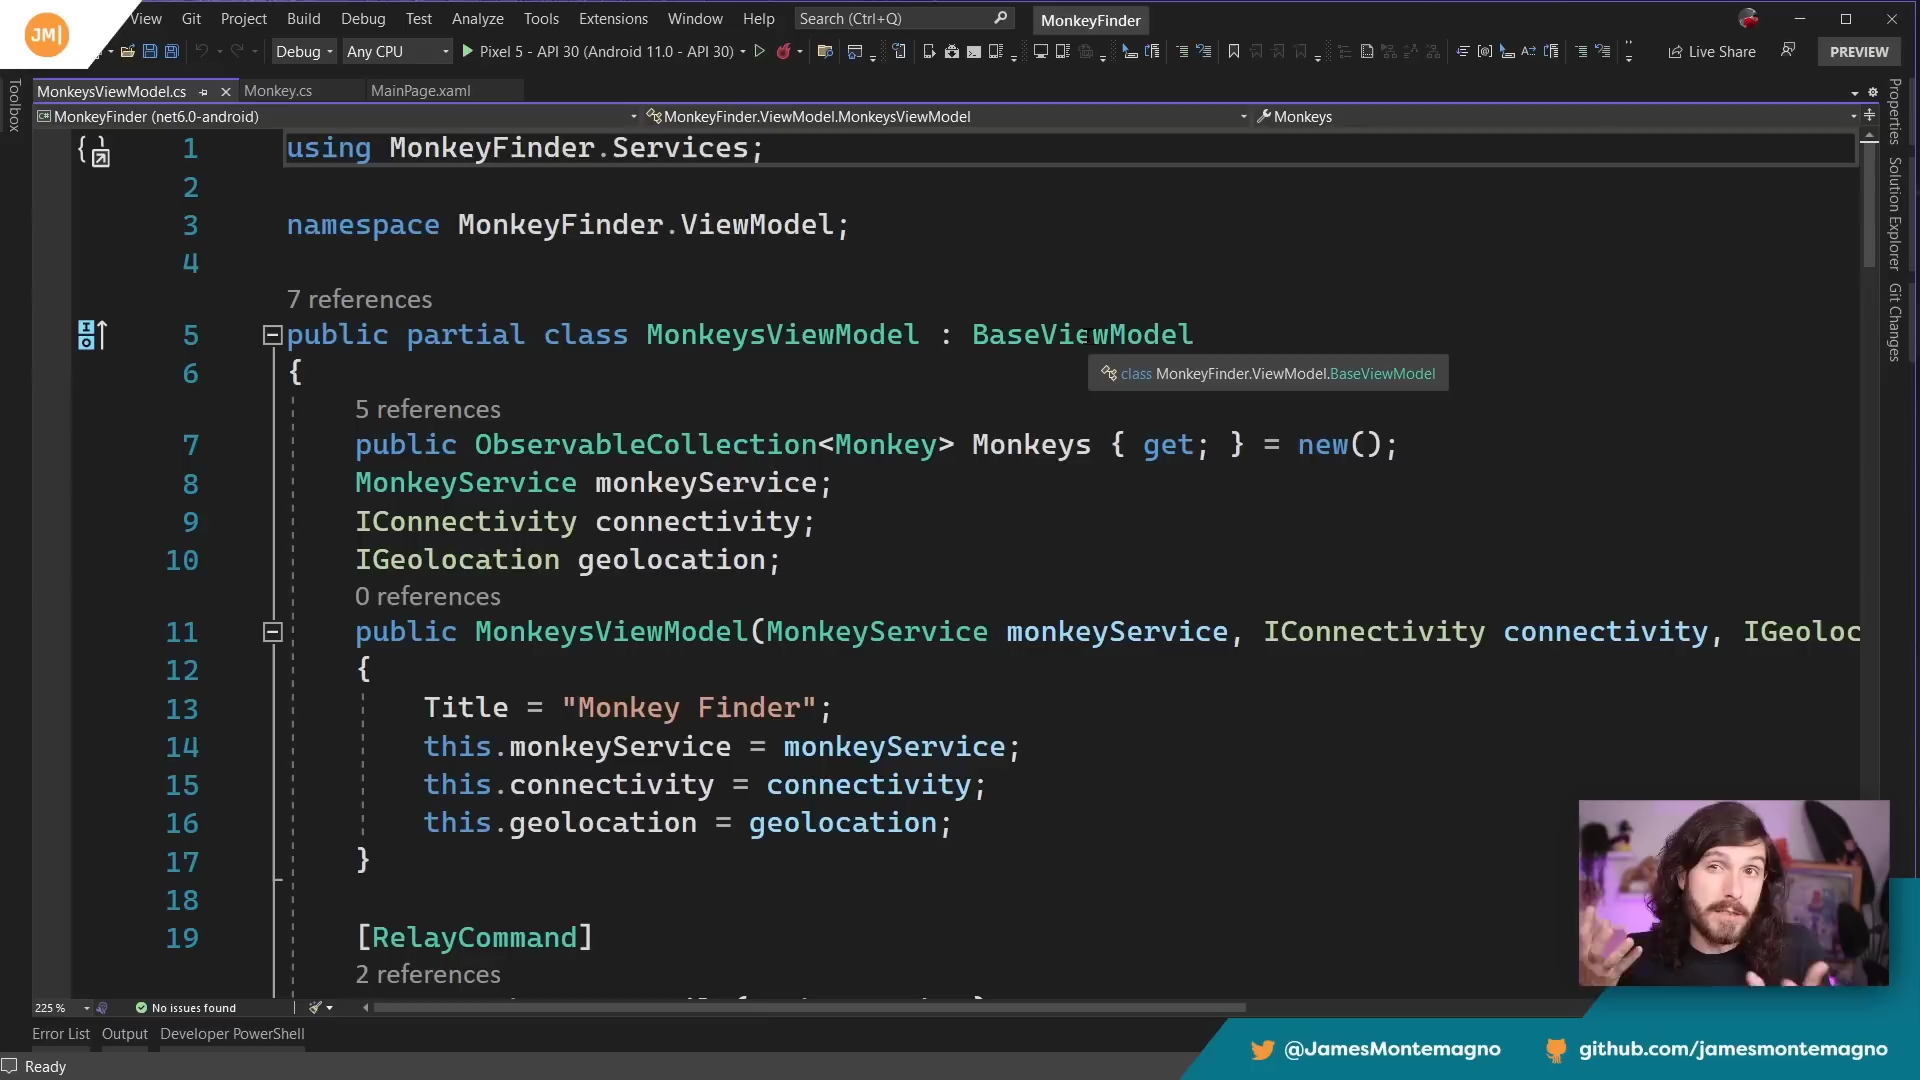 JM|
View Git Project Build Debug Test Analyze Tools Extensions Window Help Search (Ctrl+Q) MonkeyFinder
Debug Any CPU Pixel 5 - API 30 (Android 11.0 - API 30) Live Share PREVIEW
MonkeysViewModel.cs Monkey.cs MainPage.xaml
MonkeyFinder (net6.0-android) MonkeyFinder.ViewModel.MonkeysViewModel Monkeys
Toolbox
Properties
Solution Explorer
Git Changes
1 using MonkeyFinder.Services;
2
3 namespace MonkeyFinder.ViewModel;
4
7 references
5 public partial class MonkeysViewModel : BaseViewModel
6 {
class MonkeyFinder.ViewModel.BaseViewModel
5 references
7 public ObservableCollection<Monkey> Monkeys { get; } = new();
8 MonkeyService monkeyService;
9 IConnectivity connectivity;
10 IGeolocation geolocation;
0 references
11 public MonkeysViewModel(MonkeyService monkeyService, IConnectivity connectivity, IGeoloc
12 {
13 Title = "Monkey Finder";
14 this.monkeyService = monkeyService;
15 this.connectivity = connectivity;
16 this.geolocation = geolocation;
17 }
18
19 [RelayCommand]
2 references
225 % No issues found
Error List Output Developer PowerShell
Ready
@JamesMontemagno github.com/jamesmontemagno